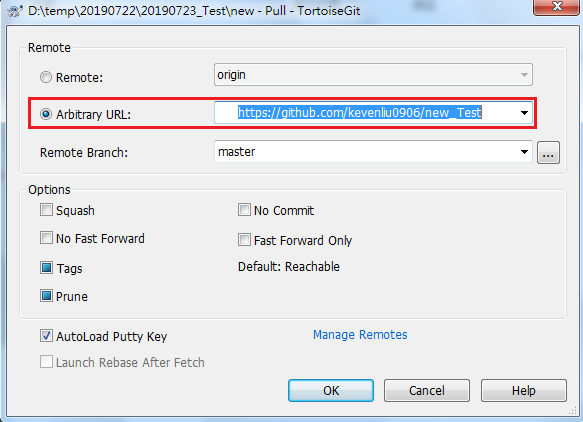 D:\temp\20190722\20190723_Test\new - Pull - TortoiseGit
Remote
Remote: origin
Arbitrary URL: https://github.com/kevenliu0906/new_Test
Remote Branch: master ...
Options
Squash No Commit
No Fast Forward Fast Forward Only
Tags Default: Reachable
Prune
AutoLoad Putty Key Manage Remotes
Launch Rebase After Fetch
OK Cancel Help